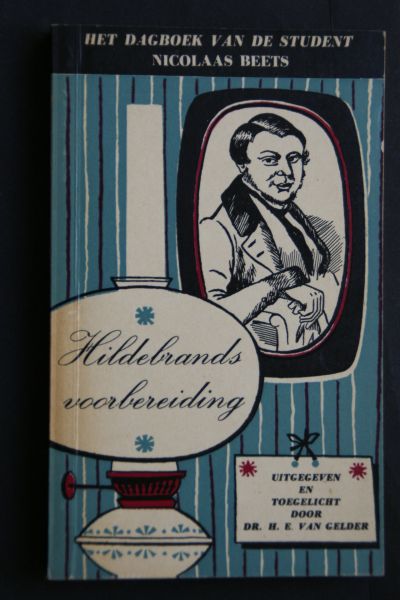 HET DAGBOEK VAN DE STUDENT
NICOLAAS BEETS
Hildebrands
voorbereiding
UITGEGEVEN
EN
TOEGELICHT
DOOR
DR. H. E. VAN GELDER